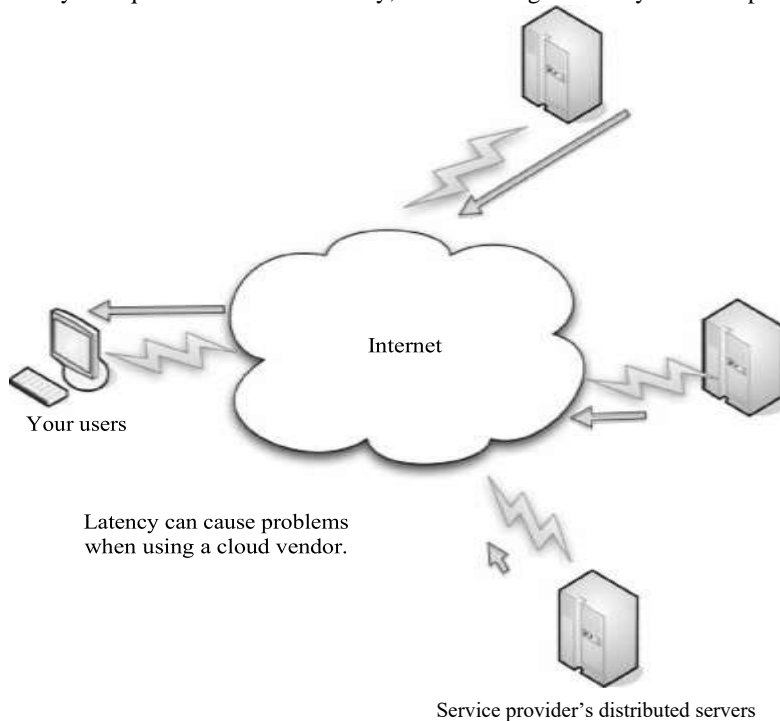 Internet
Your users
Latency can cause problems
when using a cloud vendor.
Service provider’s distributed servers